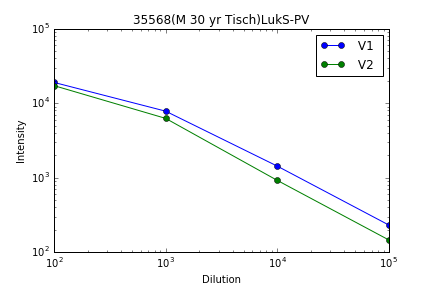 35568(M 30 yr Tisch)LukS-PV
V1
V2
Intensity
10^5
10^4
10^3
10^2
10^2 10^3 10^4 10^5
Dilution